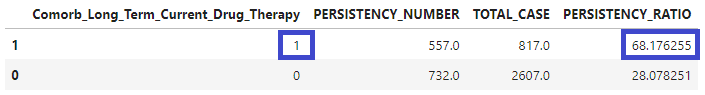 Comorb_Long_Term_Current_Drug_Therapy PERSISTENCY_NUMBER TOTAL_CASE PERSISTENCY_RATIO
1 1 557.0 817.0 68.176255
0 0 732.0 2607.0 28.078251